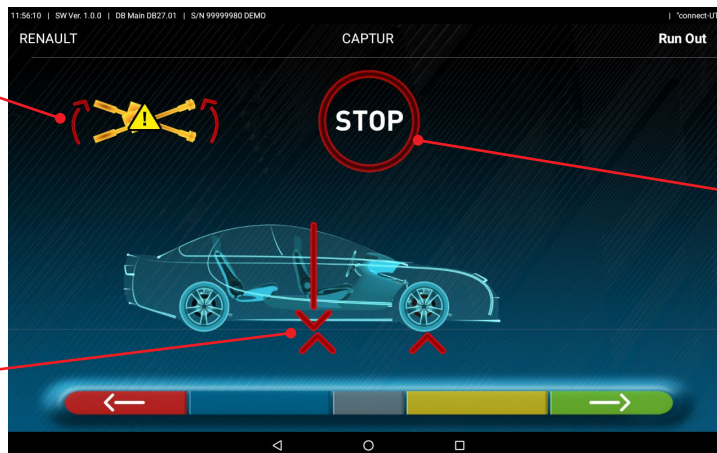 11:56:10 | SW Ver. 1.0.0 | DB Main DB27.01 | S/N 99999980 DEMO | "connect-UT
RENAULT CAPTUR Run Out
STOP